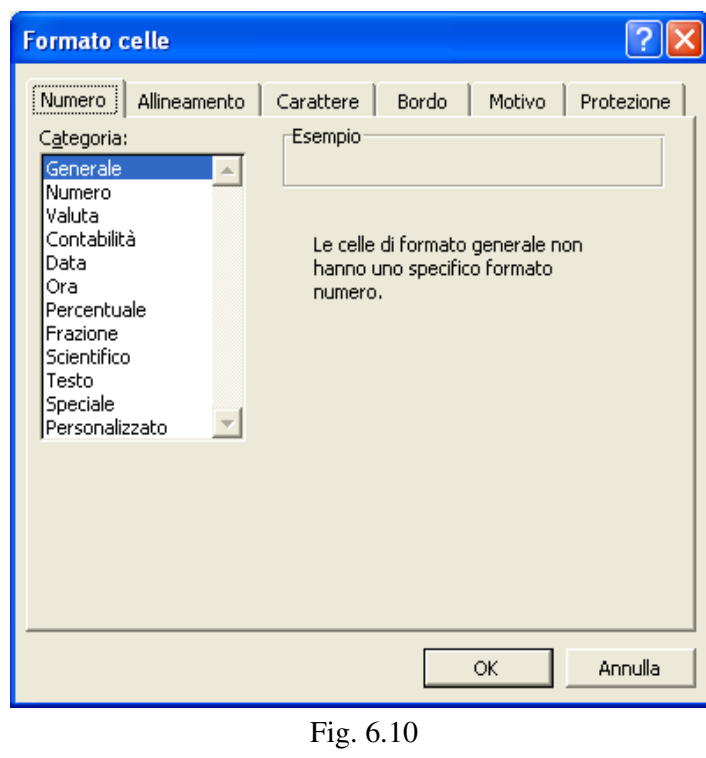 Formato celle
Numero Allineamento Carattere Bordo Motivo Protezione
Categoria:
Generale
Numero
Valuta
Contabilità
Data
Ora
Percentuale
Frazione
Scientifico
Testo
Speciale
Personalizzato
Esempio
Le celle di formato generale non
hanno uno specifico formato
numero.
OK Annulla
Fig. 6.10